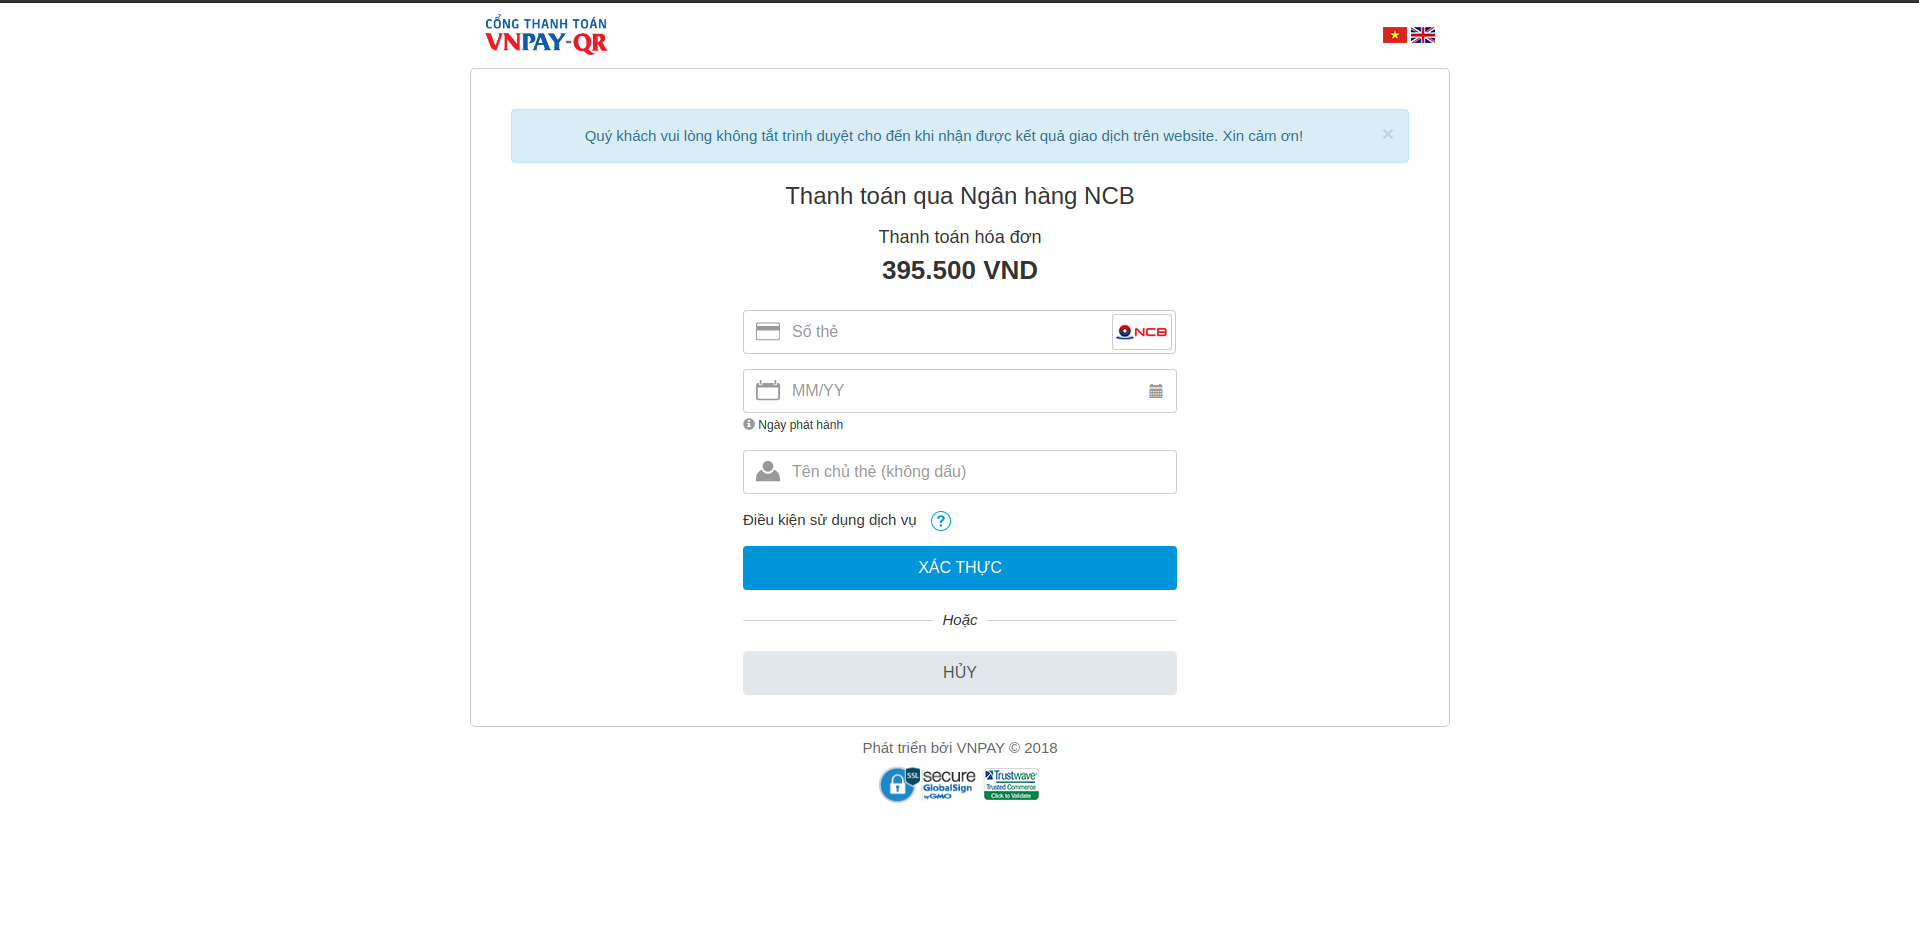 CỔNG THANH TOÁN
VNPAY-QR
Quý khách vui lòng không tắt trình duyệt cho đến khi nhận được kết quả giao dịch trên website. Xin cảm ơn!
×
Thanh toán qua Ngân hàng NCB
Thanh toán hóa đơn
395.500 VND
Số thẻ
NCB
MM/YY
Ngày phát hành
Tên chủ thẻ (không dấu)
Điều kiện sử dụng dịch vụ ?
XÁC THỰC
Hoặc
HỦY
Phát triển bởi VNPAY © 2018
SSL
secure
GlobalSign
by GMO
Trustwave
Trusted Commerce
Click to Validate